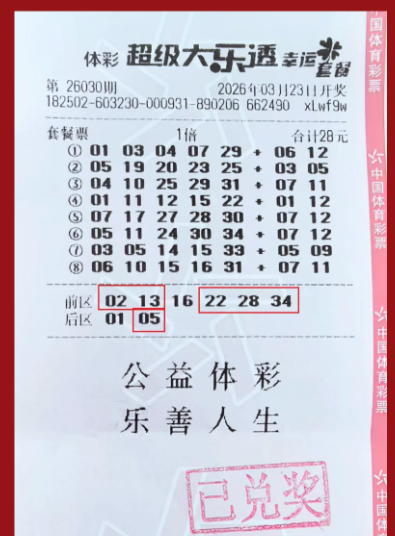 体彩 超级大乐透 幸运套餐
第 26030期 2026年03月23日开奖
182502-603230-000931-890206 662490 xLwf9w
套餐票 1倍 合计28元
① 01 03 04 07 29 + 06 12
② 05 19 20 23 25 + 03 05
③ 04 10 25 29 31 + 07 11
④ 01 11 12 15 22 + 01 12
⑤ 07 17 27 28 30 + 07 12
⑥ 05 11 24 30 34 + 07 12
⑦ 03 05 14 15 33 + 05 09
⑧ 06 10 15 16 31 + 07 11
前区 02 13 16 22 28 34
后区 01 05
公益体彩
乐善人生
已兑奖
国体育彩票
中国体育彩票
中国体育彩票
中国体